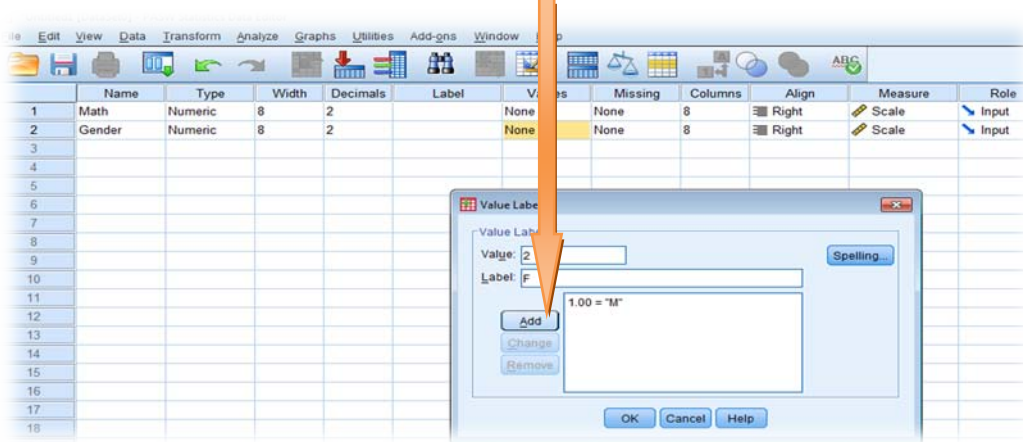 Edit View Data Transform Analyze Graphs Utilities Add-ons Window
ABC
Name Type Width Decimals Label Missing Columns Align Measure Role
1 Math Numeric 8 2 None None 8 Right Scale Input
2 Gender Numeric 8 2 None None 8 Right Scale Input
3
4
5
6
7
8
9
10
11
12
13
14
15
16
17
18
Value
Value
Value: 2
Spelling...
Label: F
1.00 = "M"
Add
Change
Remove
OK Cancel Help